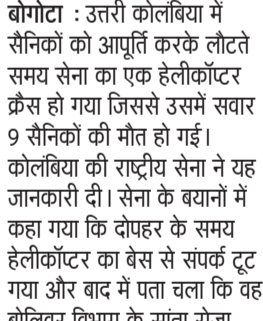 बोगोटा : उत्तरी कोलंबिया में
सैनिकों को आपूर्ति करके लौटते
समय सेना का एक हेलीकॉप्टर
क्रैस हो गया जिससे उसमें सवार
9 सैनिकों की मौत हो गई।
कोलंबिया की राष्ट्रीय सेना ने यह
जानकारी दी। सेना के बयानों में
कहा गया कि दोपहर के समय
हेलीकॉप्टर का बेस से संपर्क टूट
गया और बाद में पता चला कि वह
बोलिवर विभाग के सांता रोजा